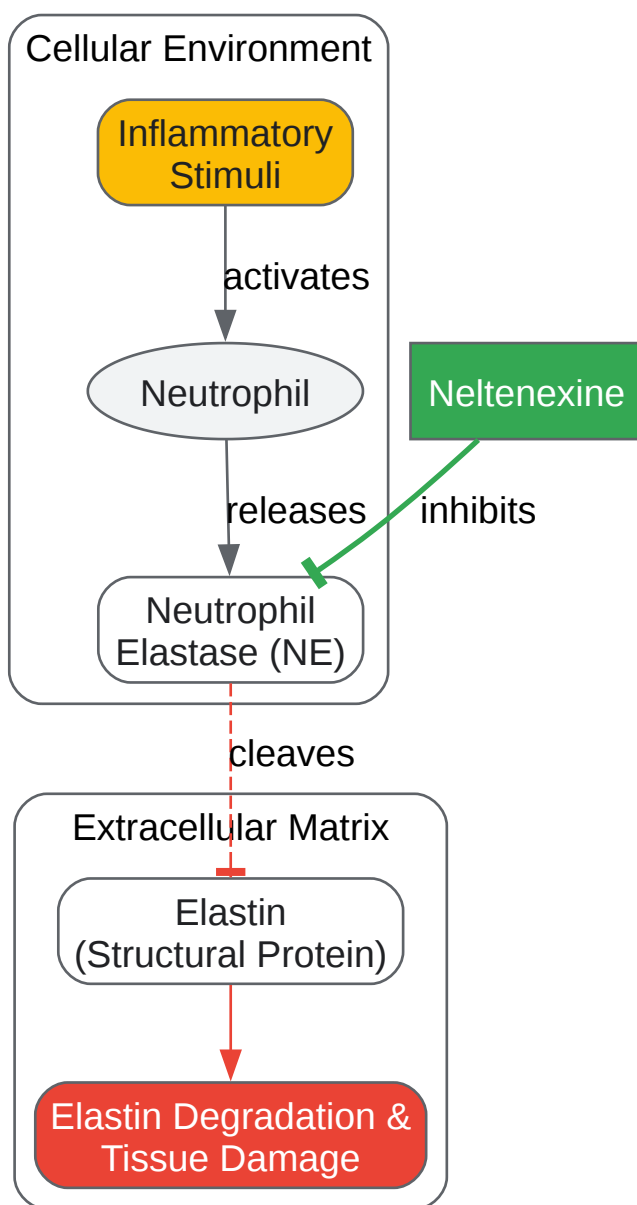 Cellular Environment
Inflammatory
Stimuli
activates
Neutrophil
Neltenexine
releases
inhibits
Neutrophil
Elastase (NE)
cleaves
Extracellular Matrix
Elastin
(Structural Protein)
Elastin Degradation &
Tissue Damage